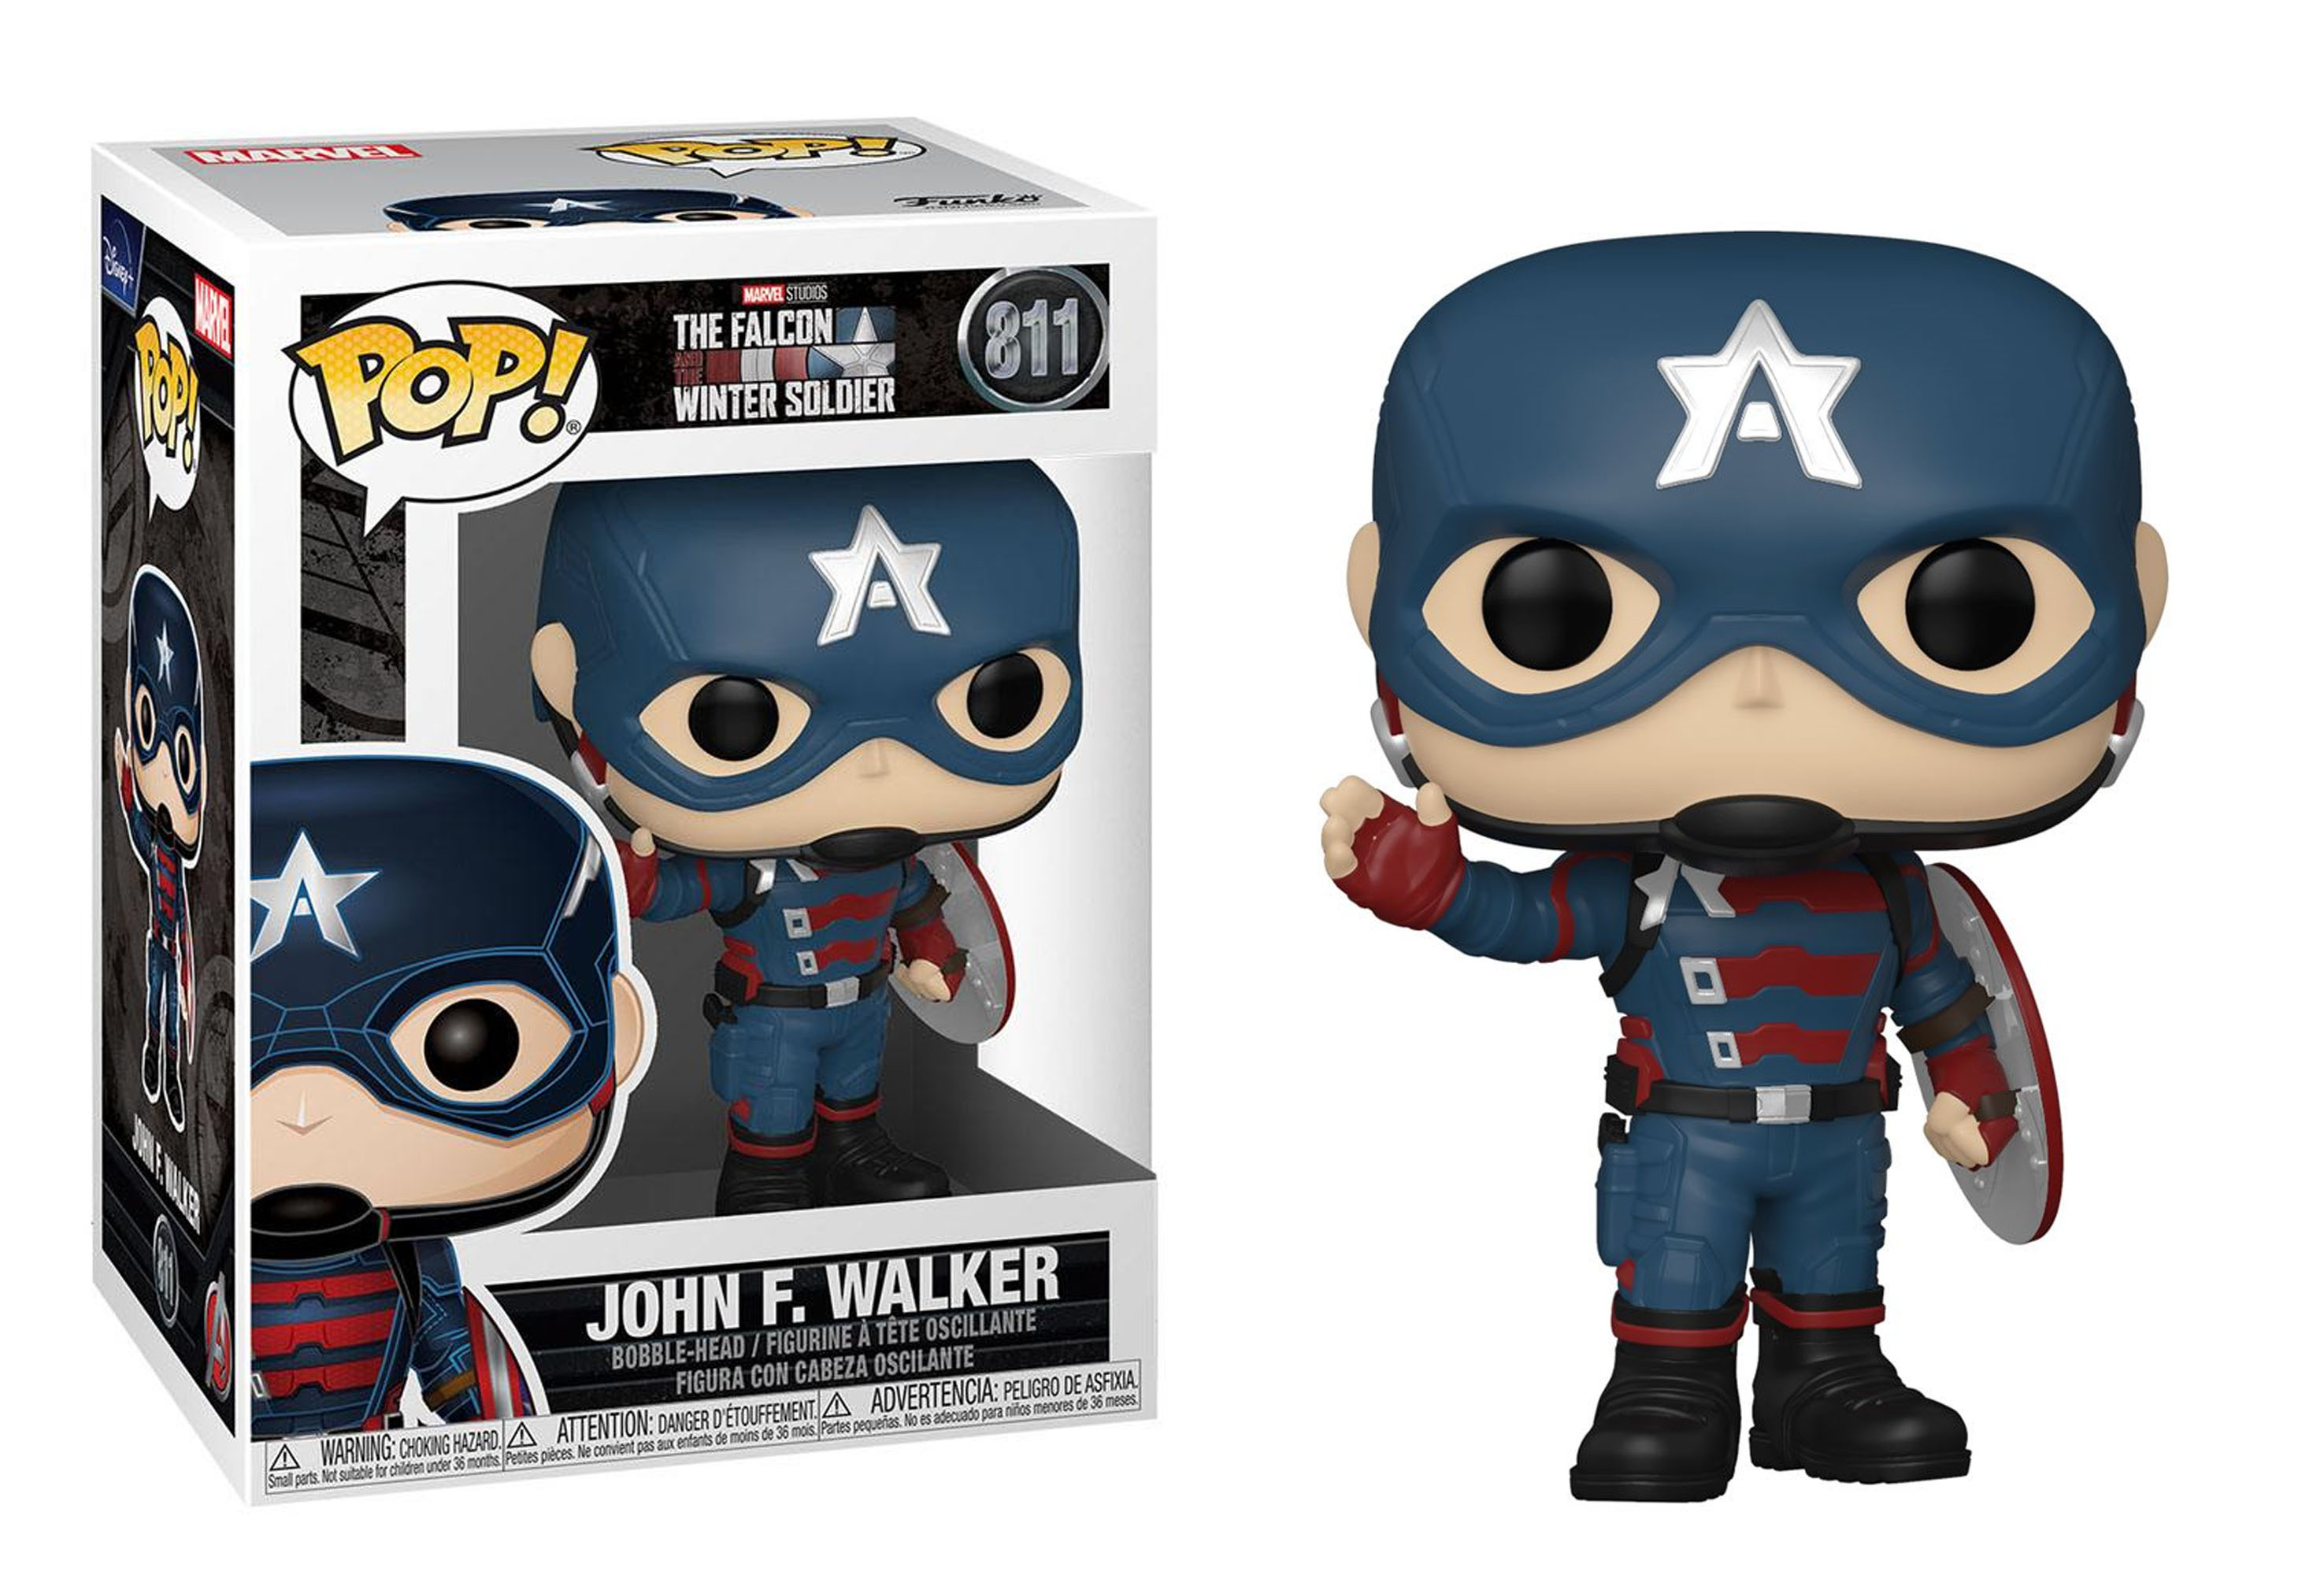 MARVEL
POP!
Funko
Disney+
MARVEL
POP!
JOHN F. WALKER
811
POP!®
MARVEL STUDIOS
THE FALCON
AND
THE
WINTER SOLDIER
811
JOHN F. WALKER
BOBBLE-HEAD / FIGURINE À TÊTE OSCILLANTE
FIGURA CON CABEZA OSCILANTE
⚠ WARNING: CHOKING HAZARD.
Small parts. Not suitable for children under 36 months.
⚠ ATTENTION: DANGER D'ÉTOUFFEMENT.
Petites pièces. Ne convient pas aux enfants de moins de 36 mois.
⚠ ADVERTENCIA: PELIGRO DE ASFIXIA.
Partes pequeñas. No es adecuado para niños menores de 36 meses.